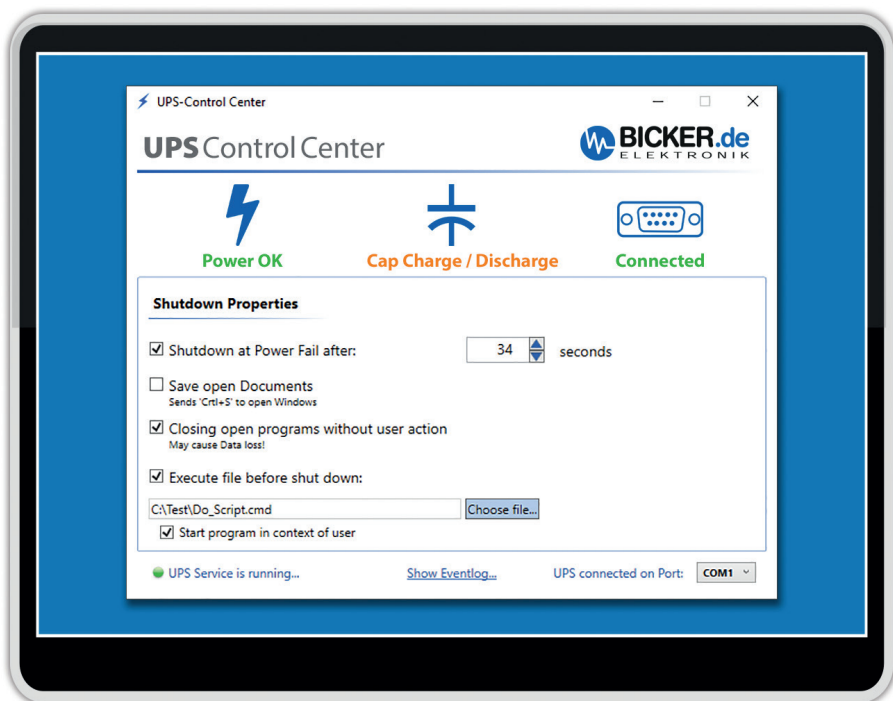 UPS-Control Center
UPS Control Center
BICKER.de
ELEKTRONIK
Power OK
Cap Charge / Discharge
Connected
Shutdown Properties
Shutdown at Power Fail after: 34 seconds
Save open Documents
Sends 'Crtl+S' to open Windows
Closing open programs without user action
May cause Data loss!
Execute file before shut down:
C:\Test\Do_Script.cmd Choose file...
Start program in context of user
UPS Service is running... Show Eventlog... UPS connected on Port: COM1